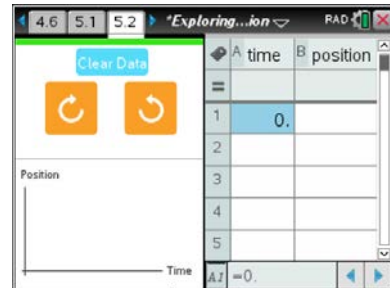 4.6 5.1 5.2 *Exploring...ion RAD
Clear Data
Position
Time
A time B position
=
1 0.
2
3
4
5
A1 =0.